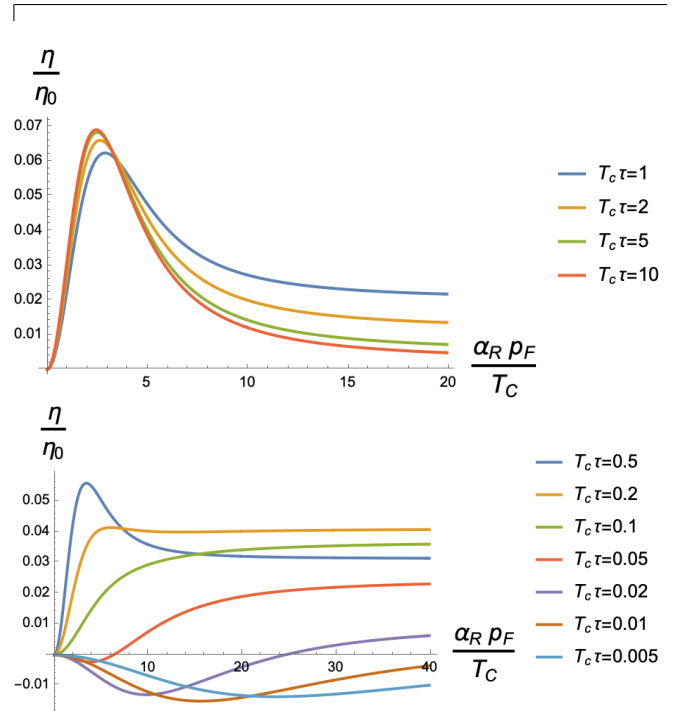 η
η0
0.07
0.06
0.05
0.04
0.03
0.02
0.01
5 10 15 20
αR pF
TC
Tc τ=1
Tc τ=2
Tc τ=5
Tc τ=10
η
η0
0.05
0.04
0.03
0.02
0.01
-0.01
10 20 30 40
αR pF
TC
Tc τ=0.5
Tc τ=0.2
Tc τ=0.1
Tc τ=0.05
Tc τ=0.02
Tc τ=0.01
Tc τ=0.005